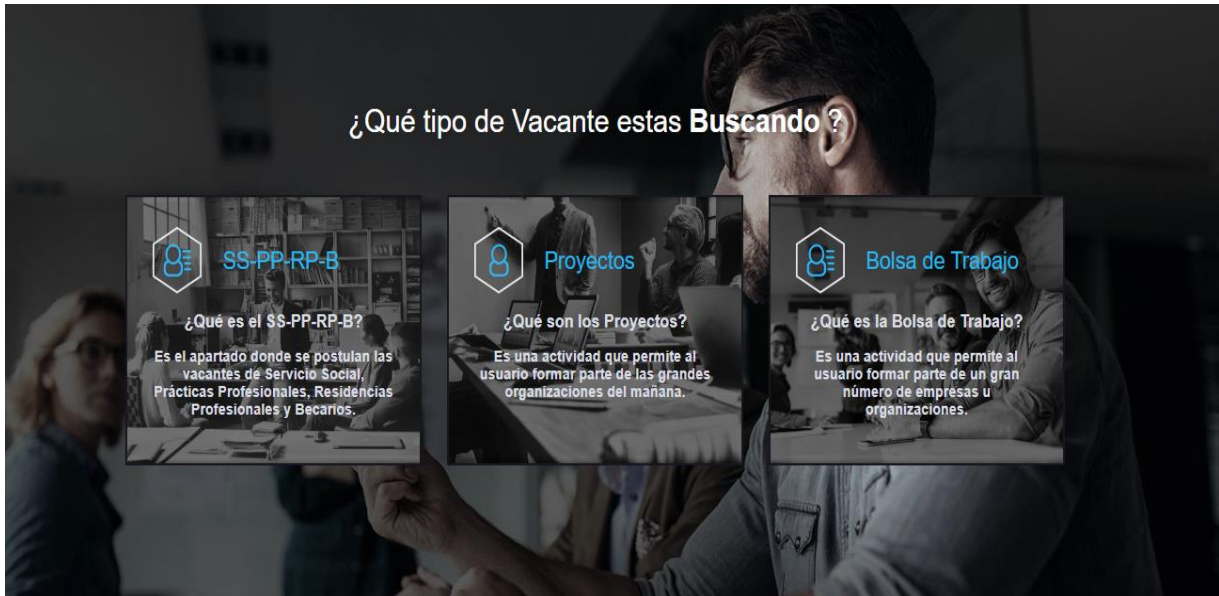 ¿Qué tipo de Vacante estas Buscando ?
SS-PP-RP-B
¿Qué es el SS-PP-RP-B?
Es el apartado donde se postulan las
vacantes de Servicio Social,
Prácticas Profesionales, Residencias
Profesionales y Becarios.
Proyectos
¿Qué son los Proyectos?
Es una actividad que permite al
usuario formar parte de las grandes
organizaciones del mañana.
Bolsa de Trabajo
¿Qué es la Bolsa de Trabajo?
Es una actividad que permite al
usuario formar parte de un gran
número de empresas u
organizaciones.